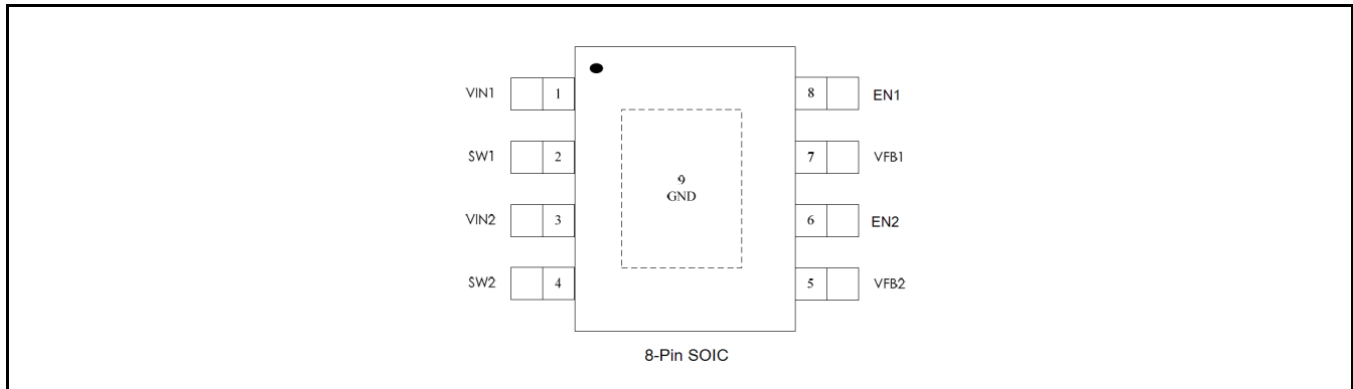 VIN1 1 8 EN1
SW1 2 7 VFB1
9
GND
VIN2 3 6 EN2
SW2 4 5 VFB2
8-Pin SOIC